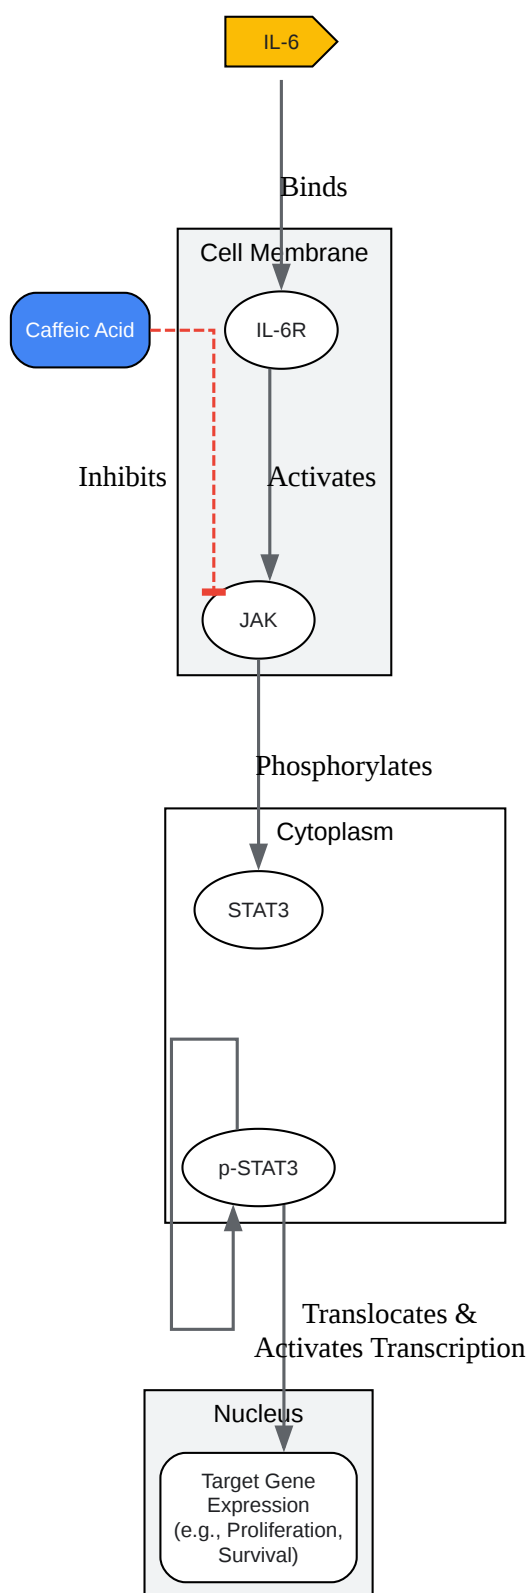 IL-6
Binds
Cell Membrane
Caffeic Acid
IL-6R
Inhibits
Activates
JAK
Phosphorylates
Cytoplasm
STAT3
p-STAT3
Translocates &
Activates Transcription
Nucleus
Target Gene
Expression
(e.g., Proliferation,
Survival)